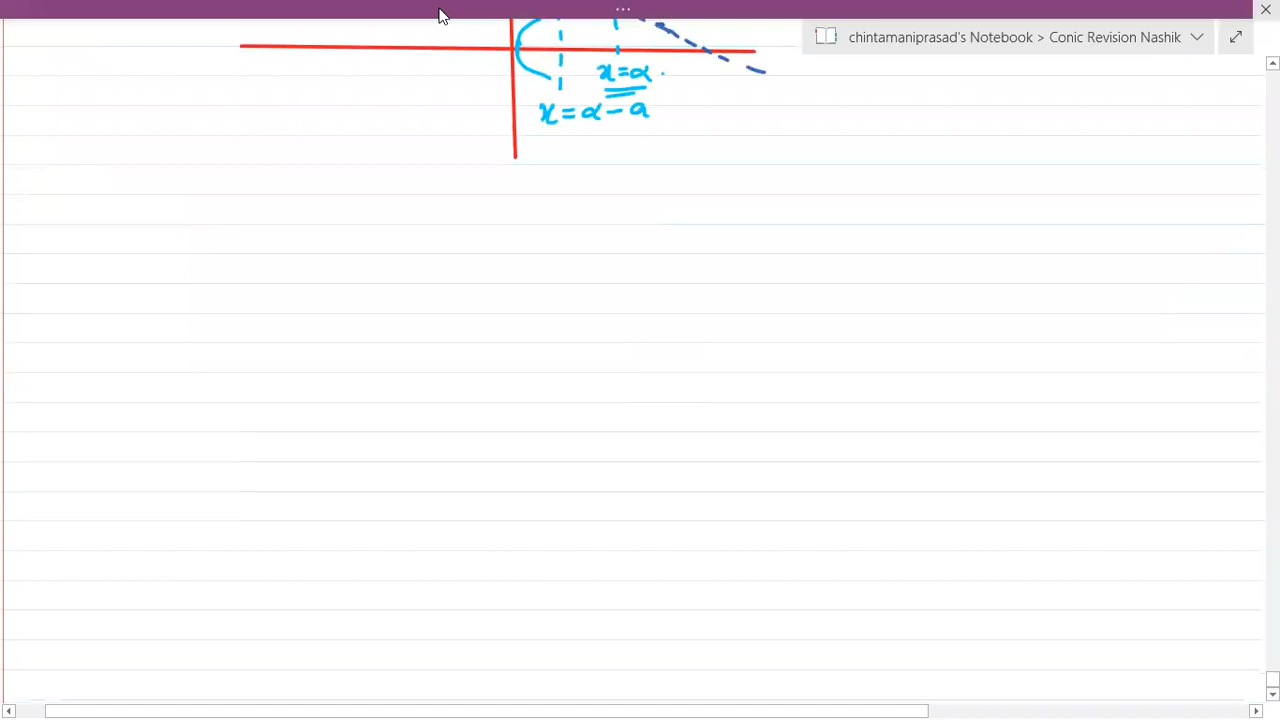 chintamaniprasad's Notebook > Conic Revision Nashik
x=α
x=α-a